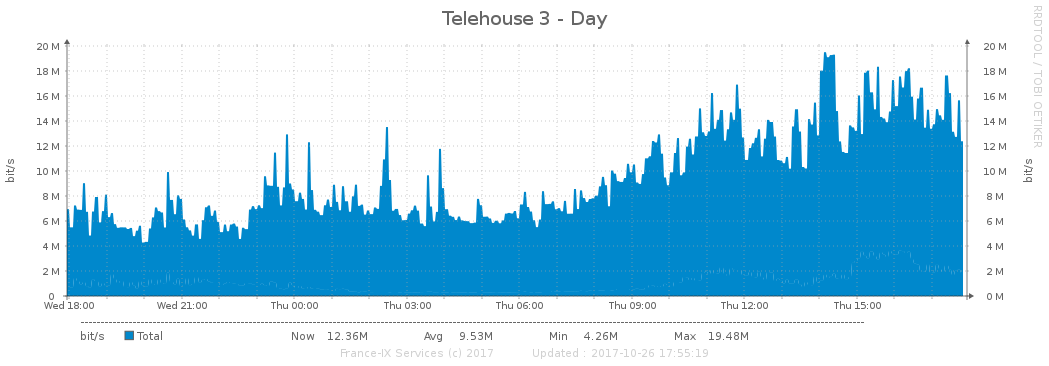 Telehouse 3 - Day
RRDTOOL / TOBI OETIKER
bit/s
20 M 20 M
18 M 18 M
16 M 16 M
14 M 14 M
12 M 12 M
10 M 10 M
8 M 8 M
6 M 6 M
4 M 4 M
2 M 2 M
0 0 M
bit/s
Wed 18:00 Wed 21:00 Thu 00:00 Thu 03:00 Thu 06:00 Thu 09:00 Thu 12:00 Thu 15:00
bit/s Total Now 12.36M Avg 9.53M Min 4.26M Max 19.48M
France-IX Services (c) 2017 Updated : 2017-10-26 17:55:19